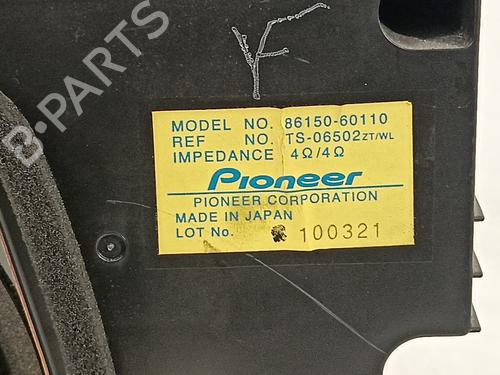 B-PARTS
Y
MODEL NO. 86150-60110
REF NO. TS-06502ZT/WL
IMPEDANCE 4Ω/4Ω
Pioneer
PIONEER CORPORATION
MADE IN JAPAN
LOT No. 100321